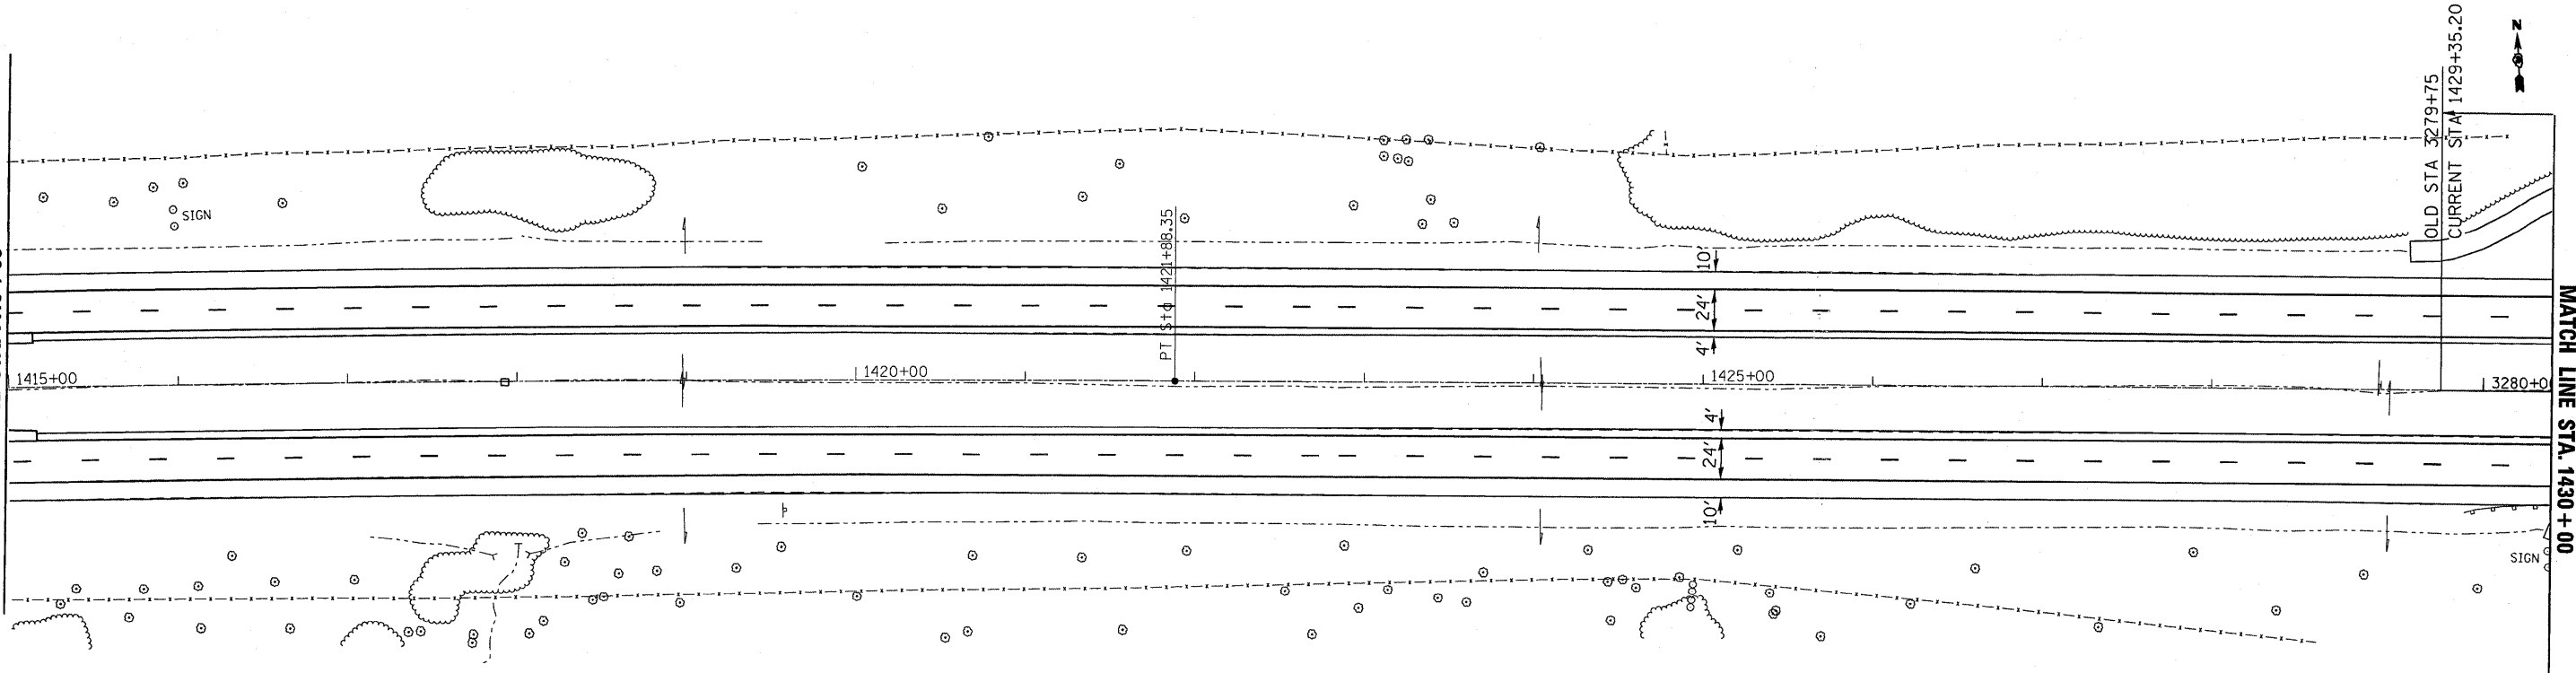 N
OLD STA 3279+75
CURRENT STA 1429+35.20
SIGN
PT Sta 1421+88.35
10'
24'
4'
1415+00
1420+00
1425+00
3280+0
4'
24'
10'
SIGN
MATCH LINE STA. 1430+00